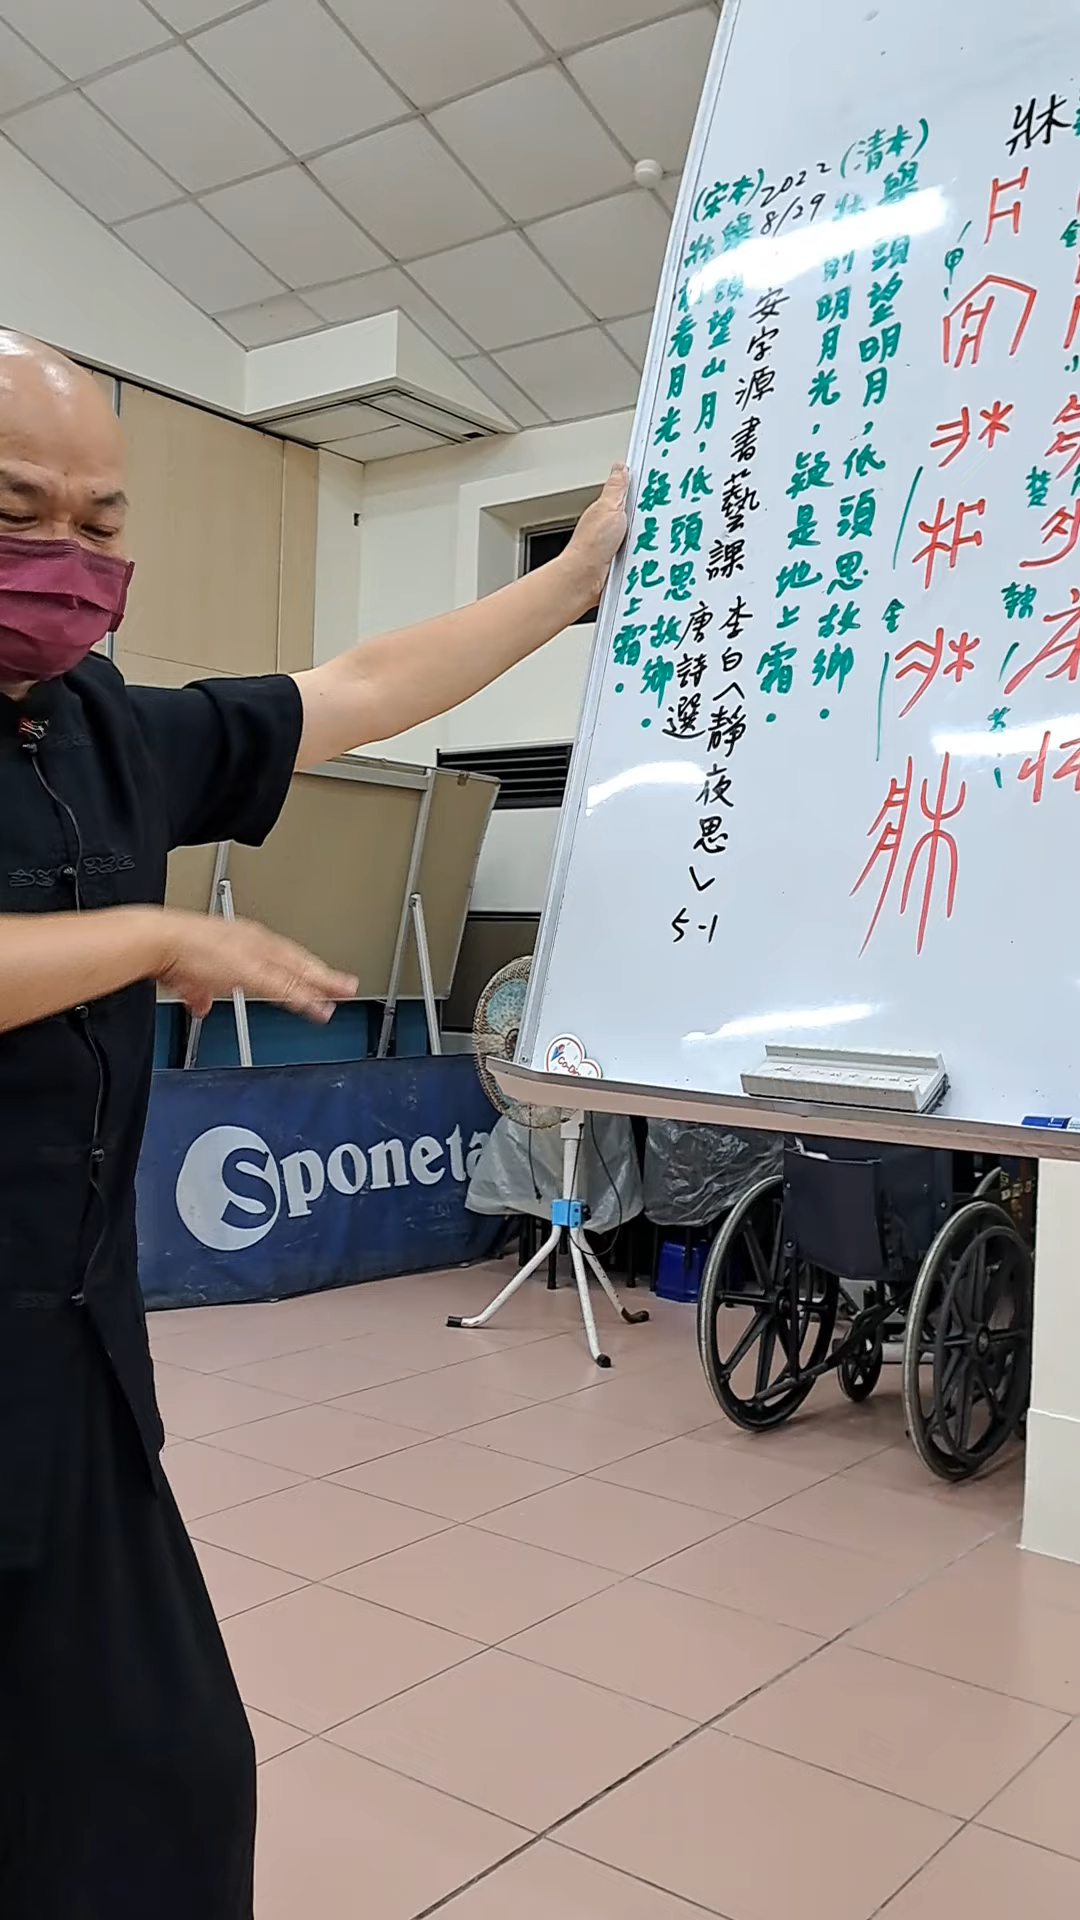 (宋本)
牀前看月光，疑是地上霜。
舉頭望山月，低頭思故鄉。
2022
8/29
安字源書藝課 唐詩選
李白〈靜夜思〉
5-1
(清本)
牀前明月光，疑是地上霜。
舉頭望明月，低頭思故鄉。
牀
甲
金
楚
隸
Sponeta